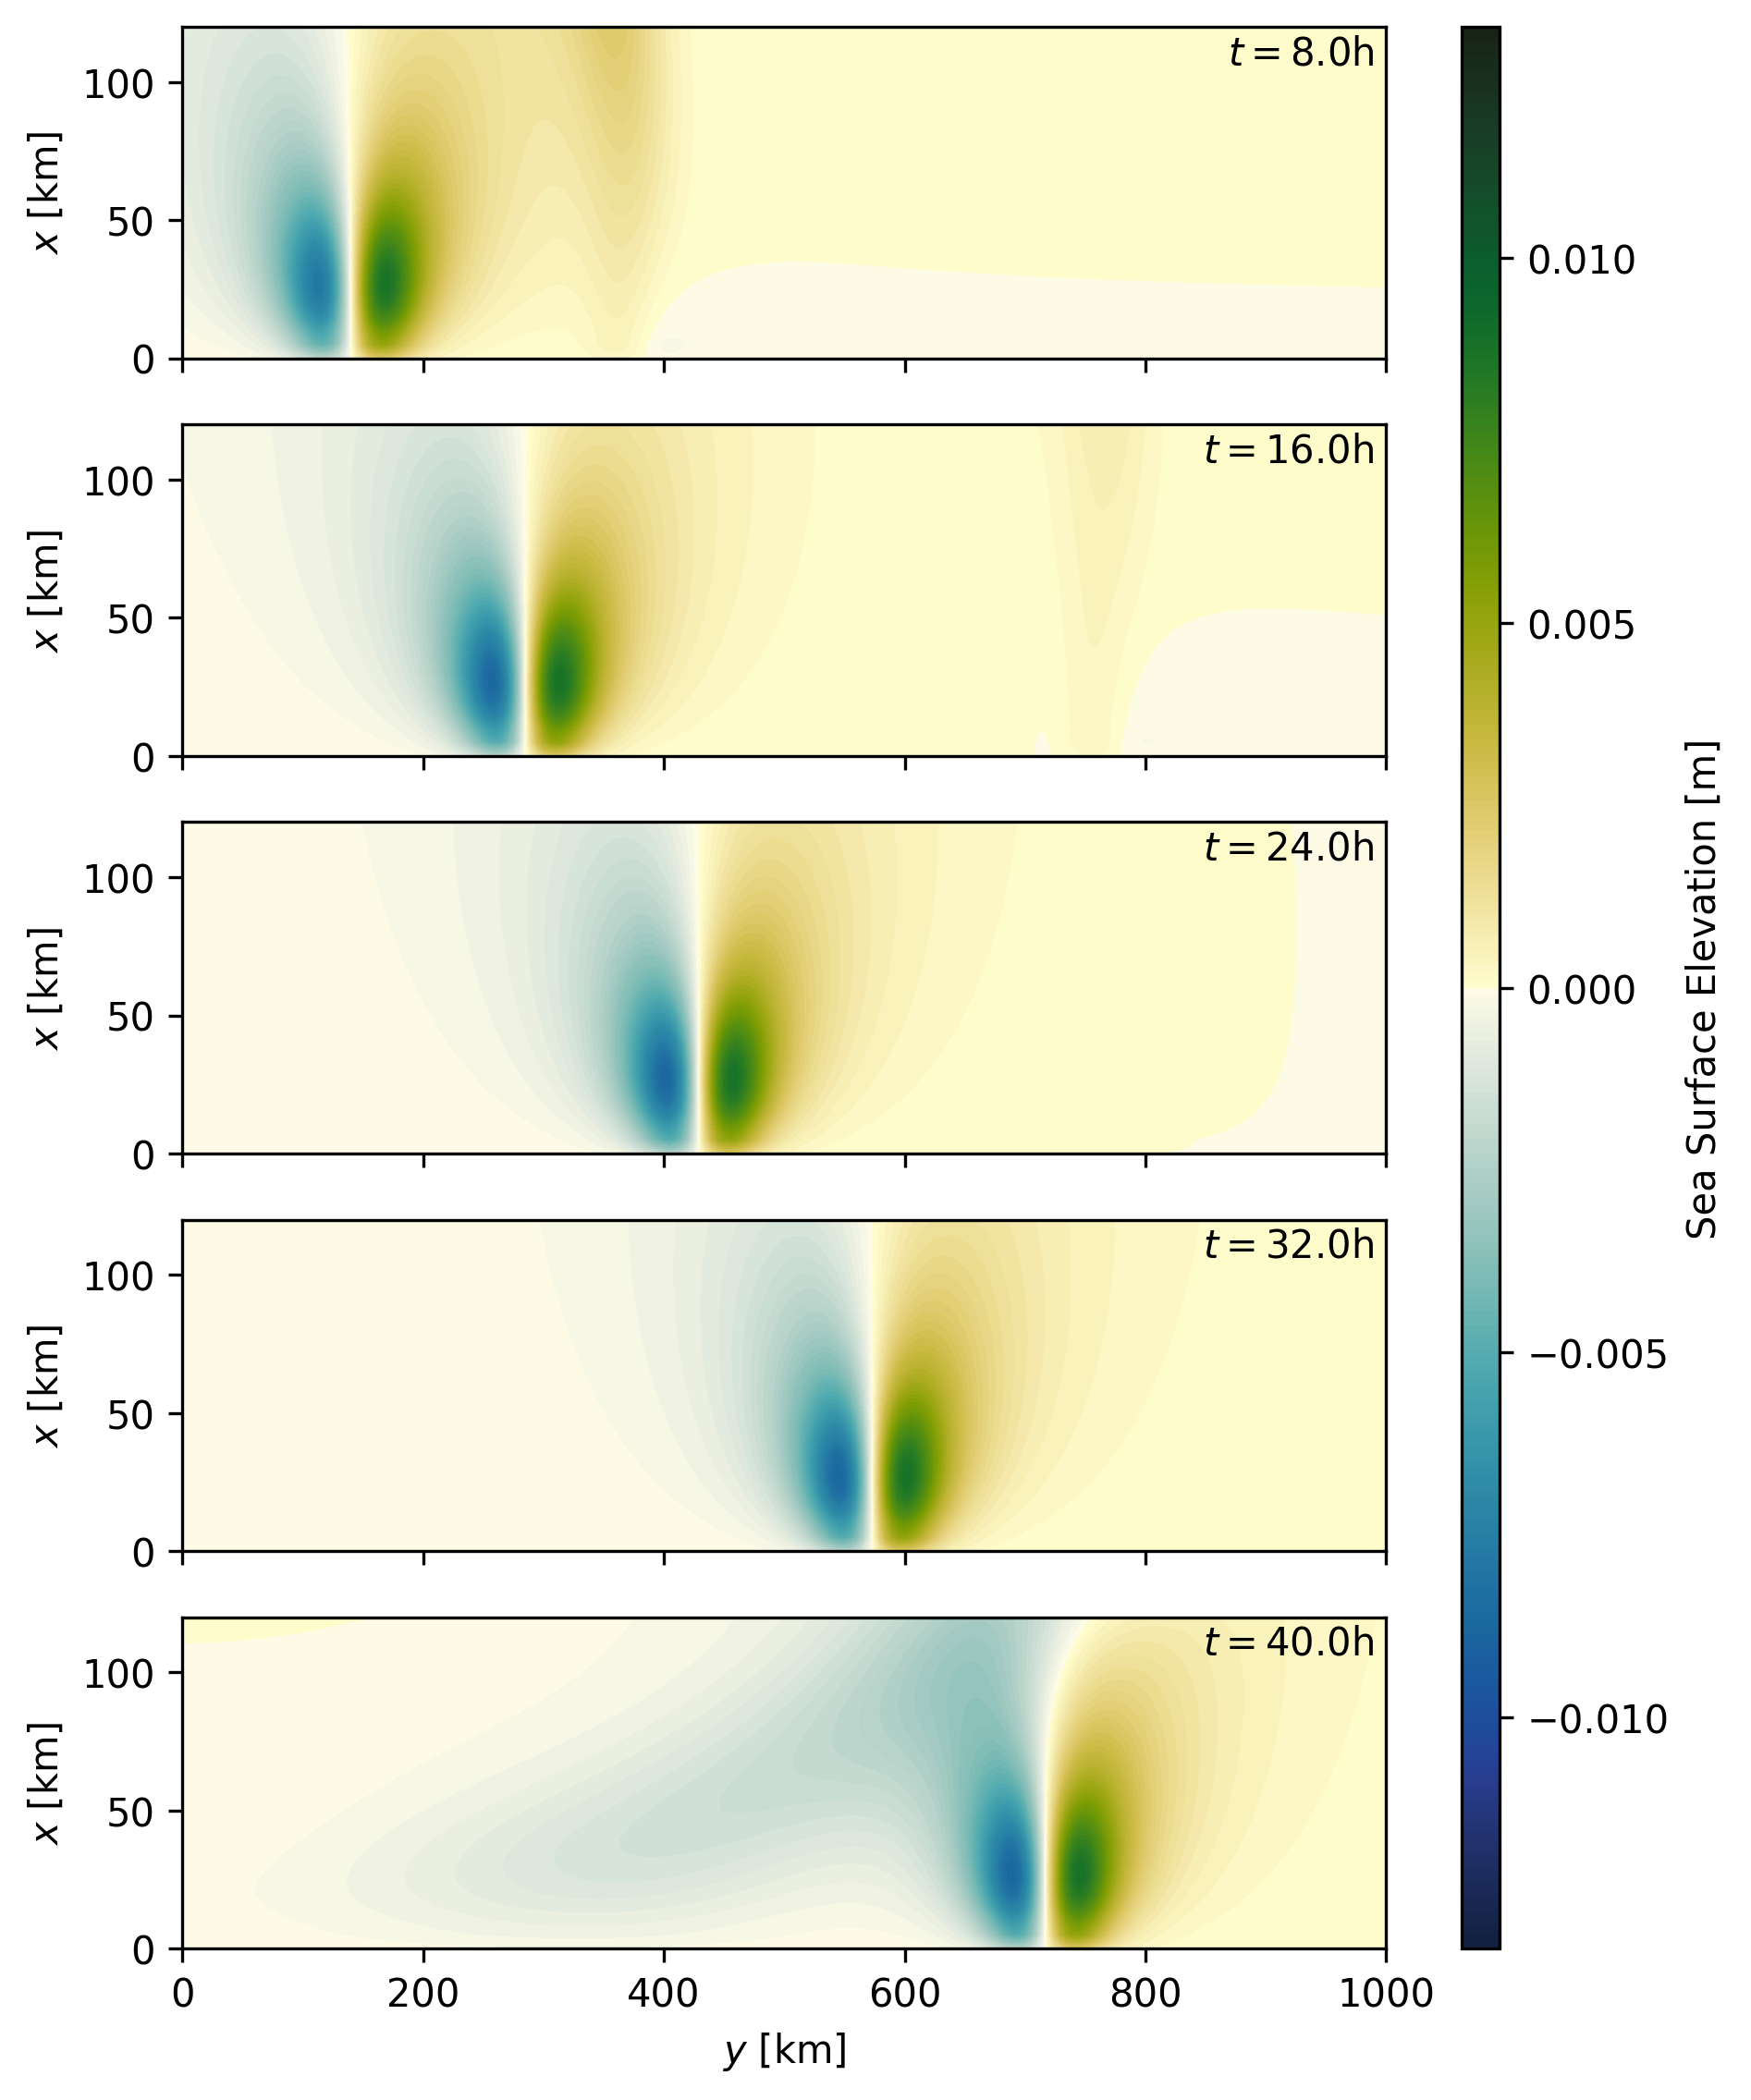 t = 8.0h
100
50
0
x [km]
t = 16.0h
100
50
0
x [km]
t = 24.0h
100
50
0
x [km]
t = 32.0h
100
50
0
x [km]
t = 40.0h
100
50
0
x [km]
0 200 400 600 800 1000
y [km]
0.010
0.005
0.000
−0.005
−0.010
Sea Surface Elevation [m]